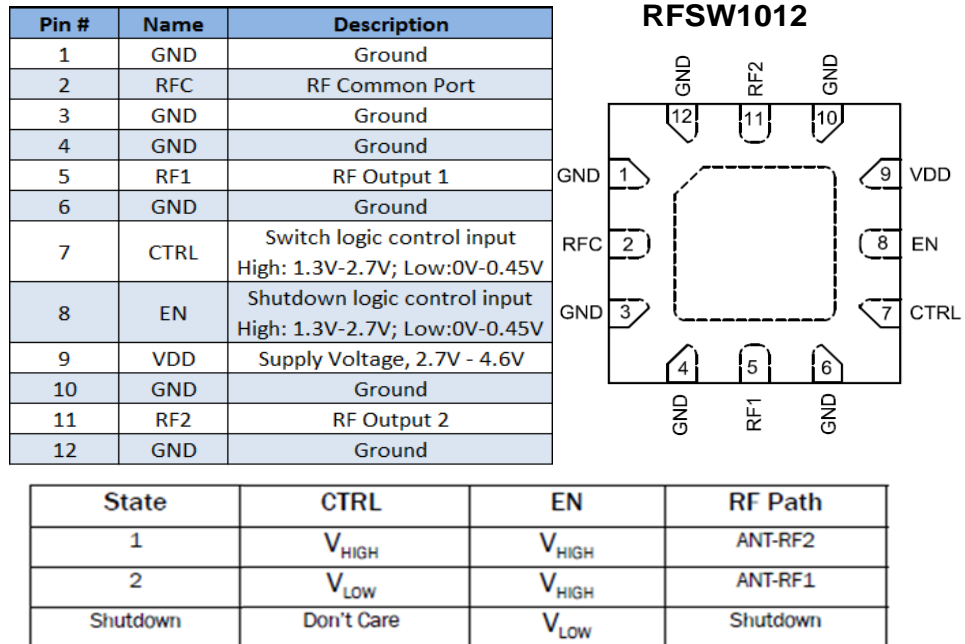 RFSW1012
Pin # Name Description
1 GND Ground
2 RFC RF Common Port
3 GND Ground
4 GND Ground
5 RF1 RF Output 1
6 GND Ground
7 CTRL Switch logic control input
High: 1.3V-2.7V; Low:0V-0.45V
8 EN Shutdown logic control input
High: 1.3V-2.7V; Low:0V-0.45V
9 VDD Supply Voltage, 2.7V - 4.6V
10 GND Ground
11 RF2 RF Output 2
12 GND Ground
GND RF2 GND
12 11 10
GND 1 9 VDD
RFC 2 8 EN
GND 3 7 CTRL
4 5 6
GND RF1 GND
State CTRL EN RF Path
1 VHIGH VHIGH ANT-RF2
2 VLOW VHIGH ANT-RF1
Shutdown Don't Care VLOW Shutdown